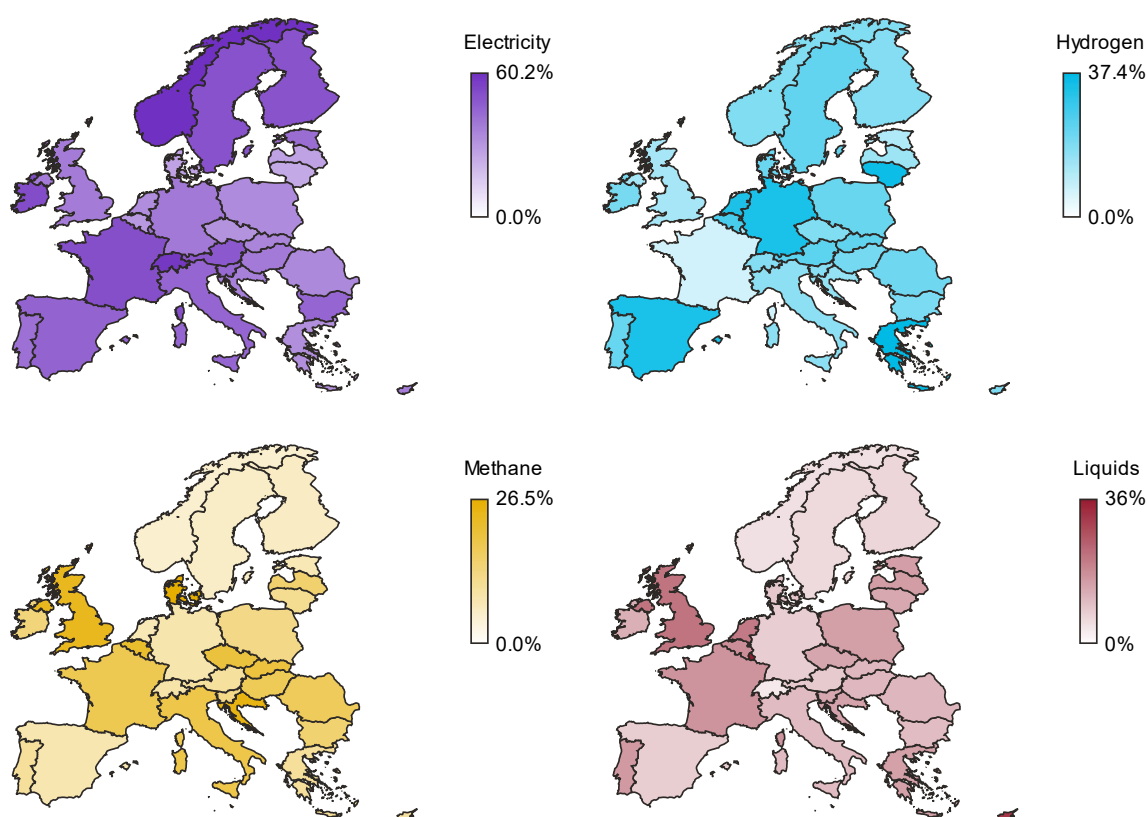 Electricity
60.2%
0.0%
Hydrogen
37.4%
0.0%
Methane
26.5%
0.0%
Liquids
36%
0%